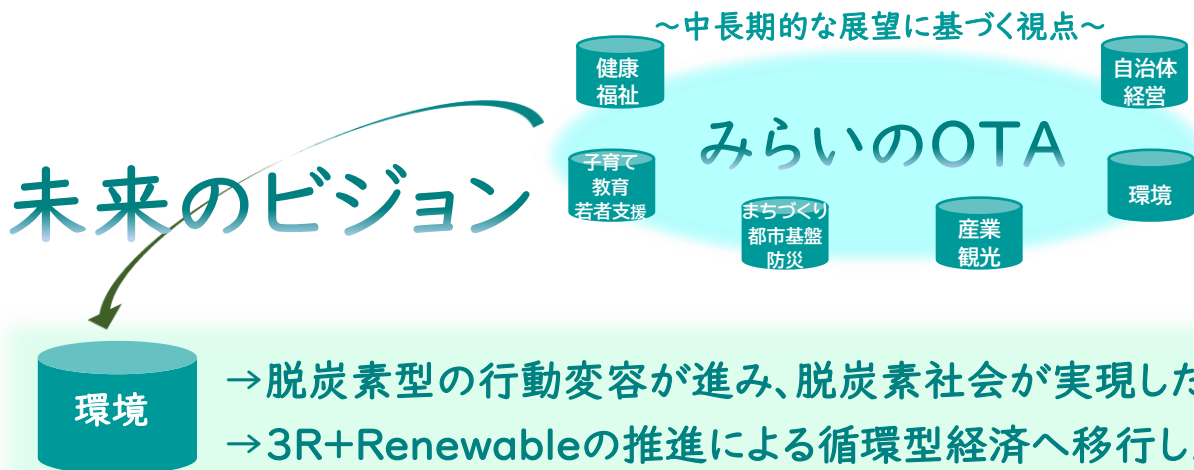 ～中長期的な展望に基づく視点～
健康
福祉
自治体
経営
みらいのOTA
未来のビジョン
子育て
教育
若者支援
環境
まちづくり
都市基盤
防災
産業
観光
環境
→脱炭素型の行動変容が進み、脱炭素社会が実現した
→3R+Renewableの推進による循環型経済へ移行し